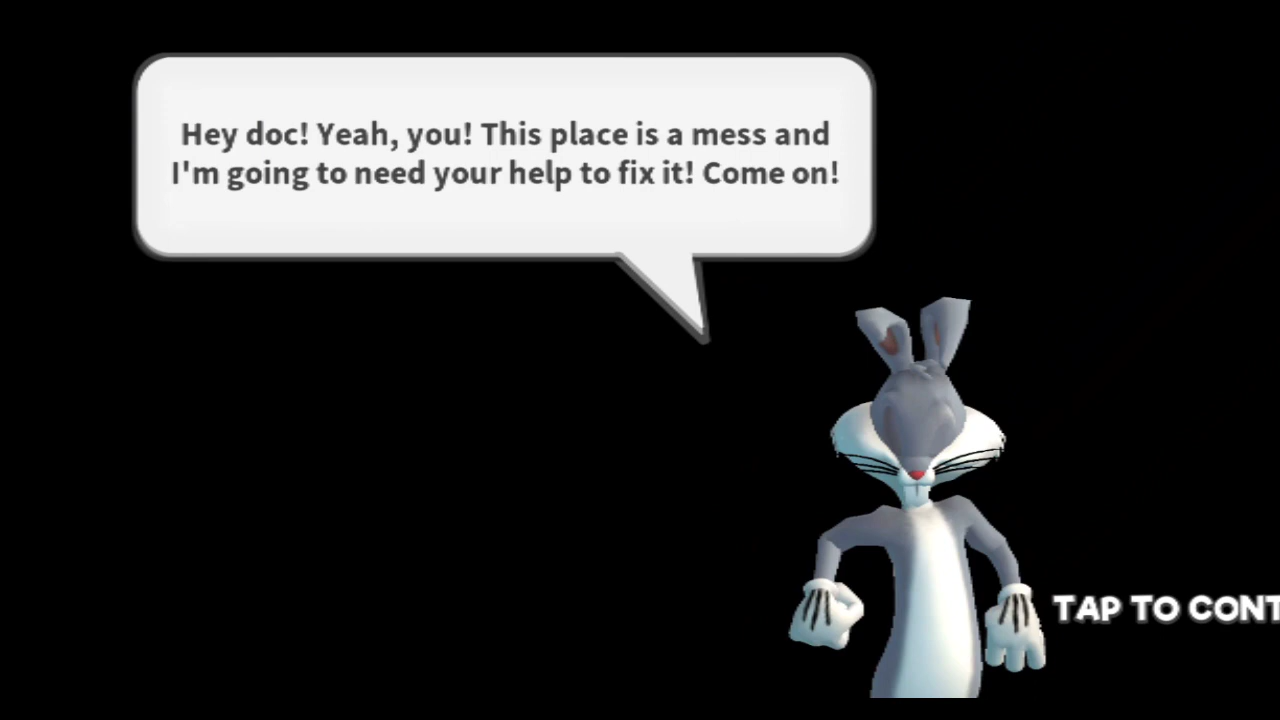 Hey doc! Yeah, you! This place is a mess and
I'm going to need your help to fix it! Come on!
TAP TO CONT